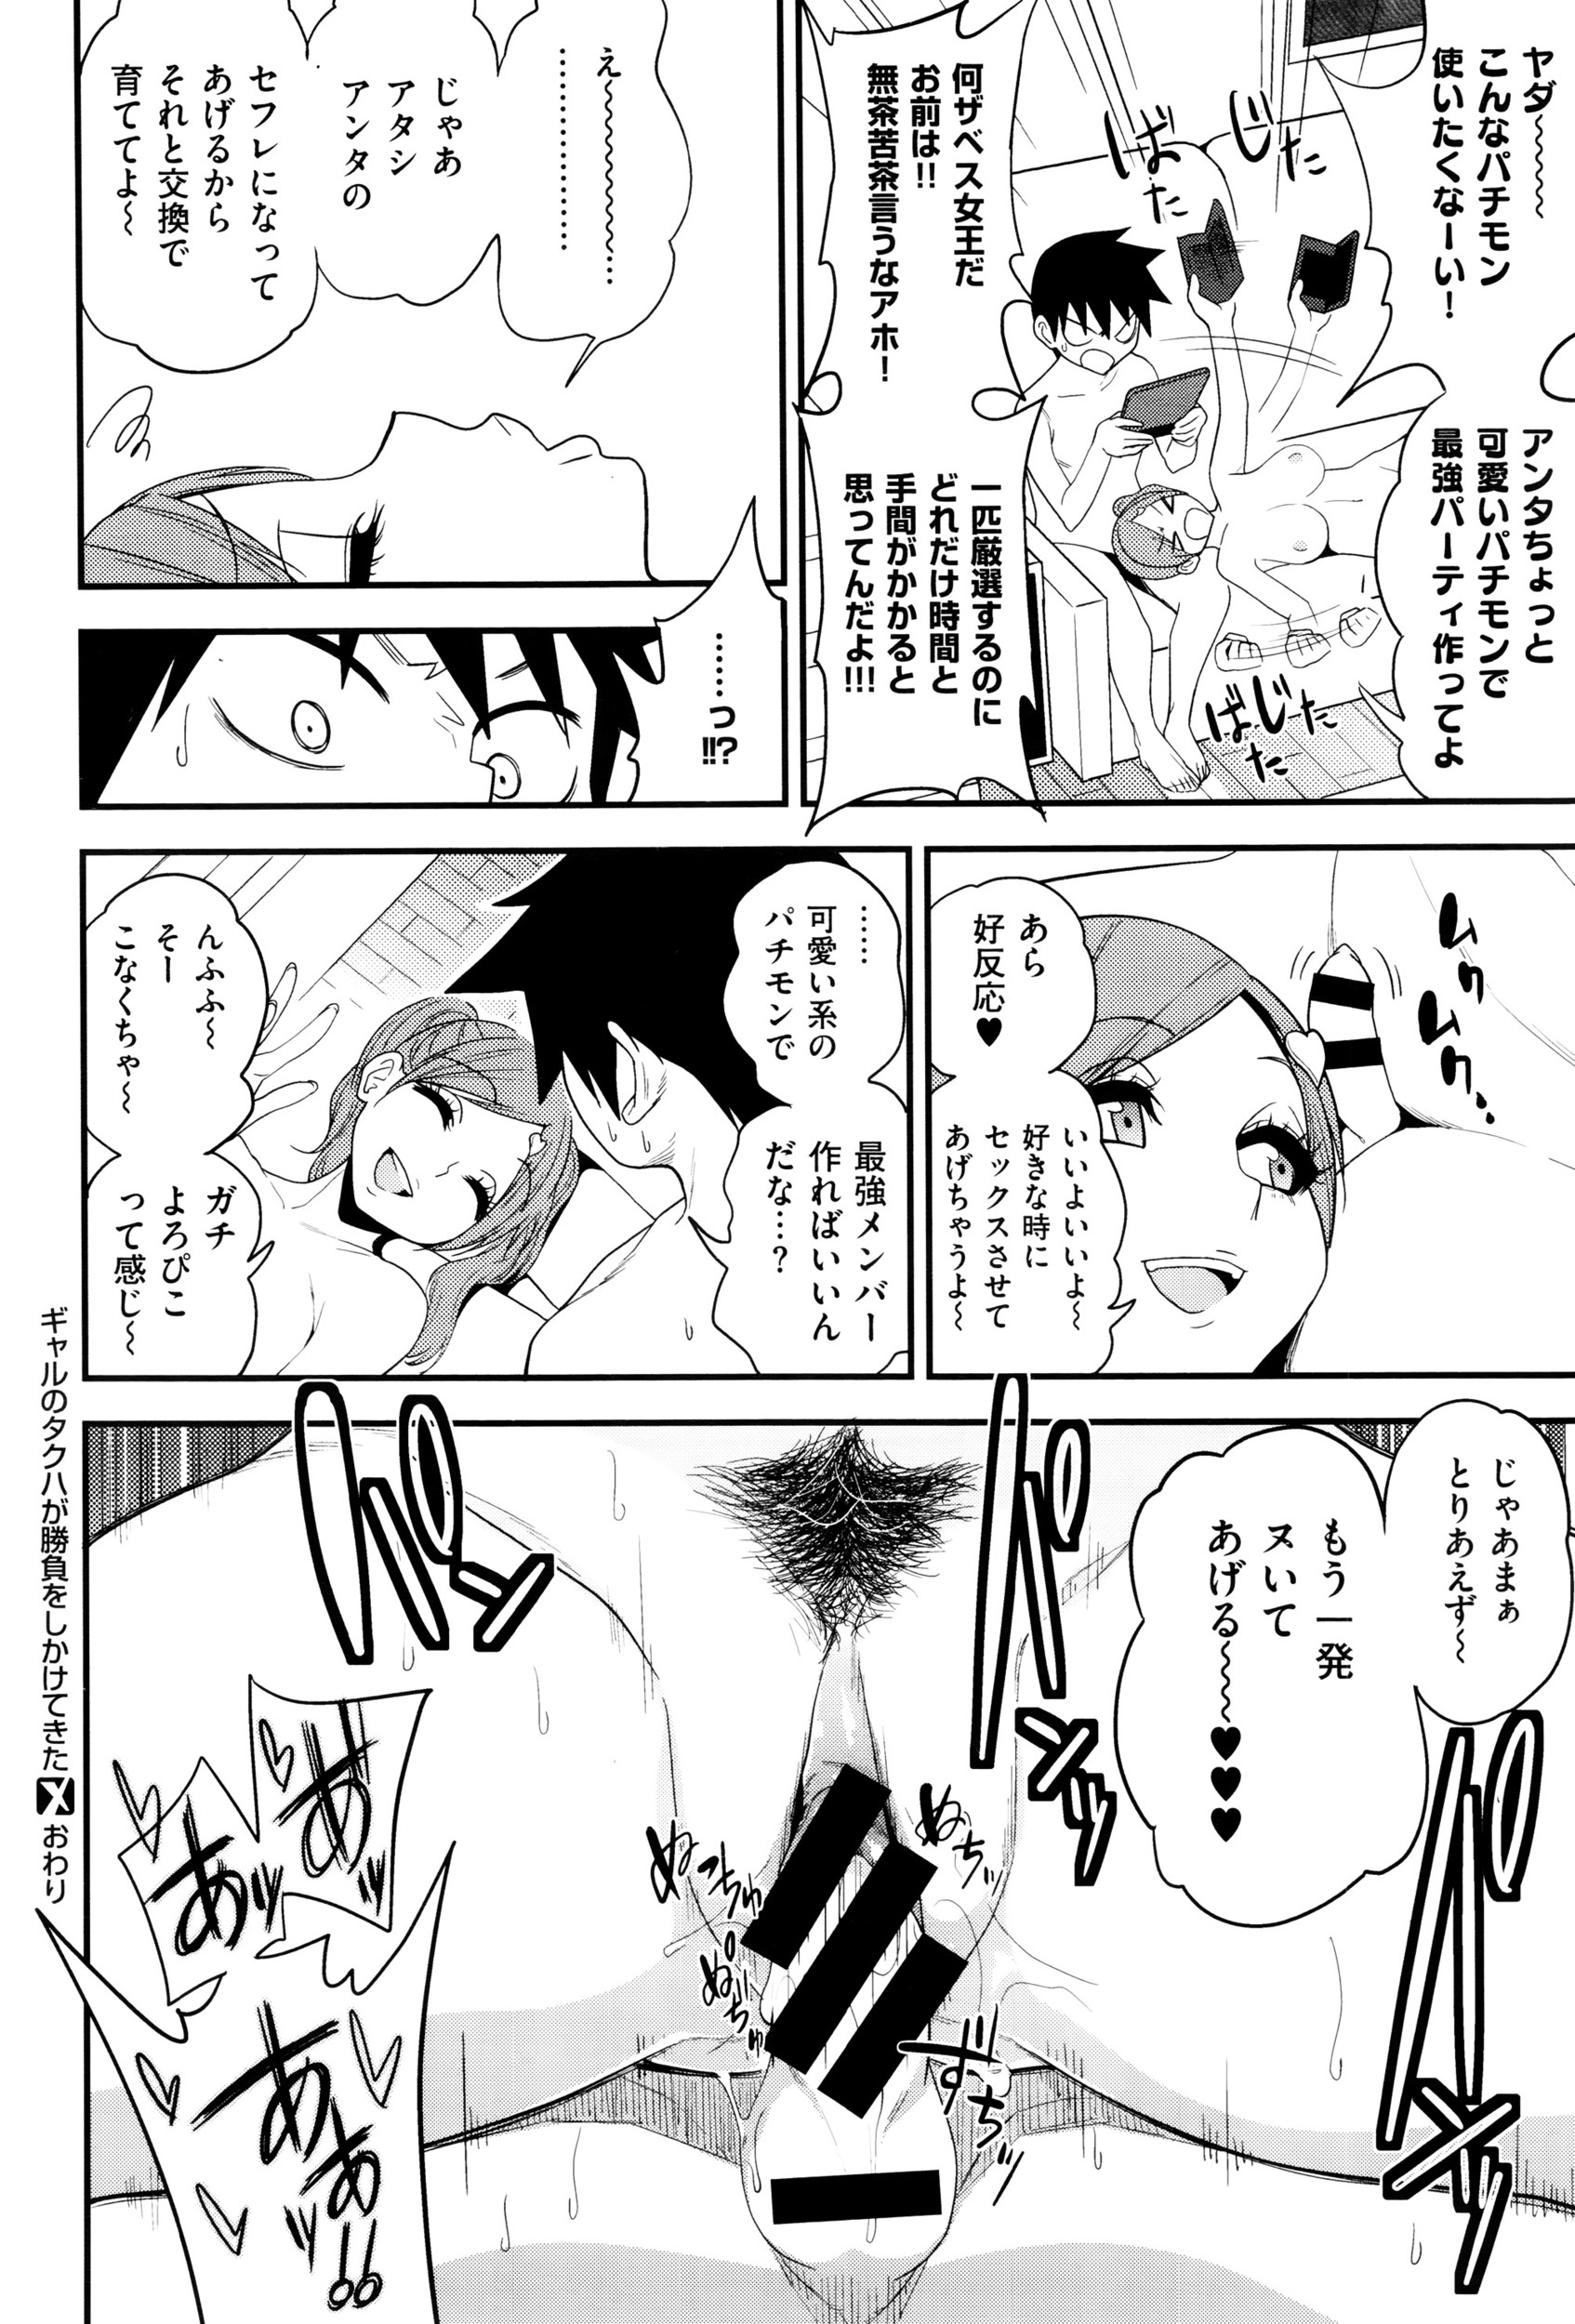 ヤダ〜〜〜〜
こんなパチモン
使いたくなーい！
アンタちょっと
可愛いパチモンで
最強パーティ作ってよ
じた
ばた
何ザベス女王だ
お前は!!
無茶苦茶言うなアホ！
一匹厳選するのに
どれだけ時間と
手間がかかると
思ってんだよ!!!
じた
ばた
え〜〜〜〜〜〜…
…………………
じゃあ
アタシ
アンタの
セフレになって
あげるから
それと交換で
育ててよ〜
……っ!!?
ムク
ムク
あら
好反応♥
いいよいいよ〜
好きな時に
セックスさせて
あげちゃうよ〜
……
可愛い系の
パチモンで
最強メンバー
作ればいいん
だな…？
んふふ〜
そー
こなくちゃ〜
ガチ
よろぴこ
って感じ〜
じゃあまぁ
とりあえず〜
もう一発
ヌいて
あげる〜〜〜♥♥♥
パンッ
パンッ
パンッ
ぬちッ
ぬこちゅ
ぬぢゅ
ずちッ
あッ
あッ
あッ
あッ!!
ギャルのタクハが勝負をしかけてきた おわり